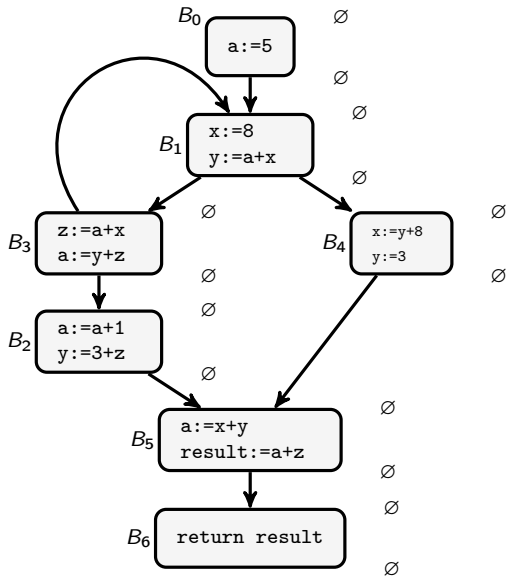 B0
∅
a:=5
∅
∅
B1
x:=8
y:=a+x
∅
∅
∅
B3
z:=a+x
a:=y+z
B4
x:=y+8
y:=3
∅
∅
∅
B2
a:=a+1
y:=3+z
∅
∅
B5
a:=x+y
result:=a+z
∅
∅
B6
return result
∅